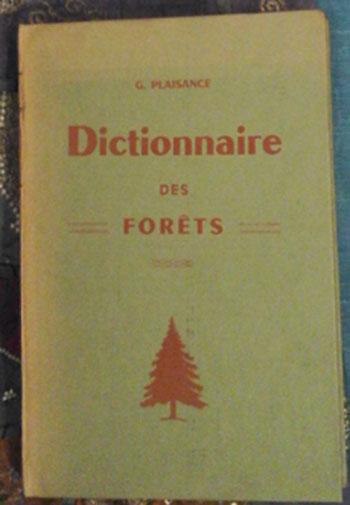 G. PLAISANCE
Dictionnaire
DES
FORÊTS